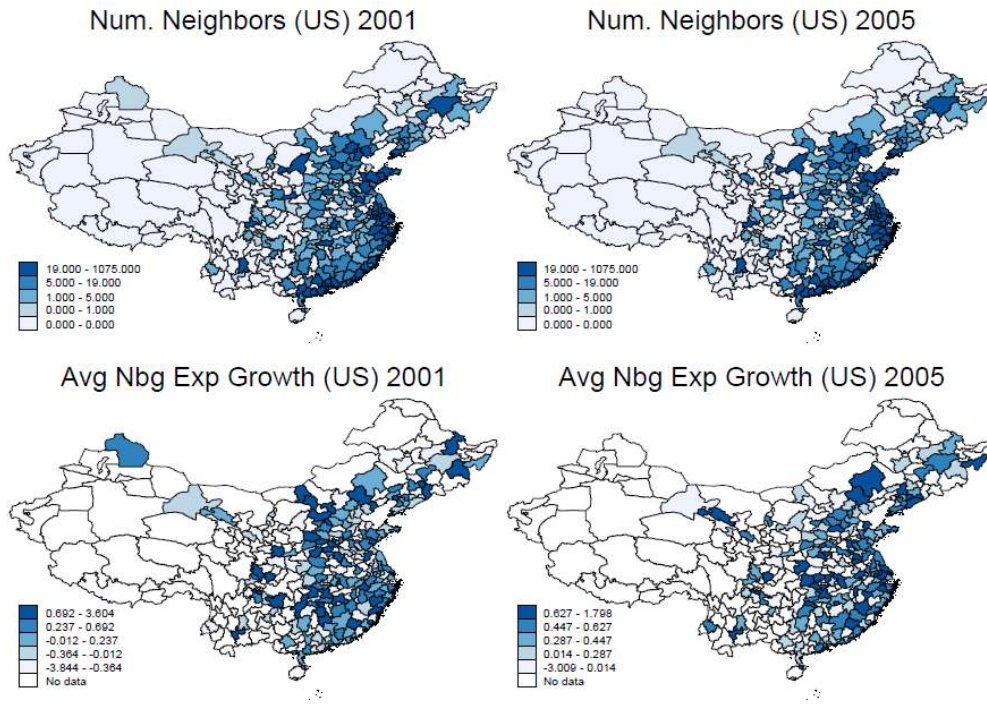 Num. Neighbors (US) 2001
19.000 - 1075.000
5.000 - 19.000
1.000 - 5.000
0.000 - 1.000
0.000 - 0.000
Num. Neighbors (US) 2005
19.000 - 1075.000
5.000 - 19.000
1.000 - 5.000
0.000 - 1.000
0.000 - 0.000
Avg Nbg Exp Growth (US) 2001
0.692 - 3.604
0.237 - 0.692
-0.012 - 0.237
-0.364 - -0.012
-3.844 - -0.364
No data
Avg Nbg Exp Growth (US) 2005
0.627 - 1.798
0.447 - 0.627
0.287 - 0.447
0.014 - 0.287
-3.009 - 0.014
No data